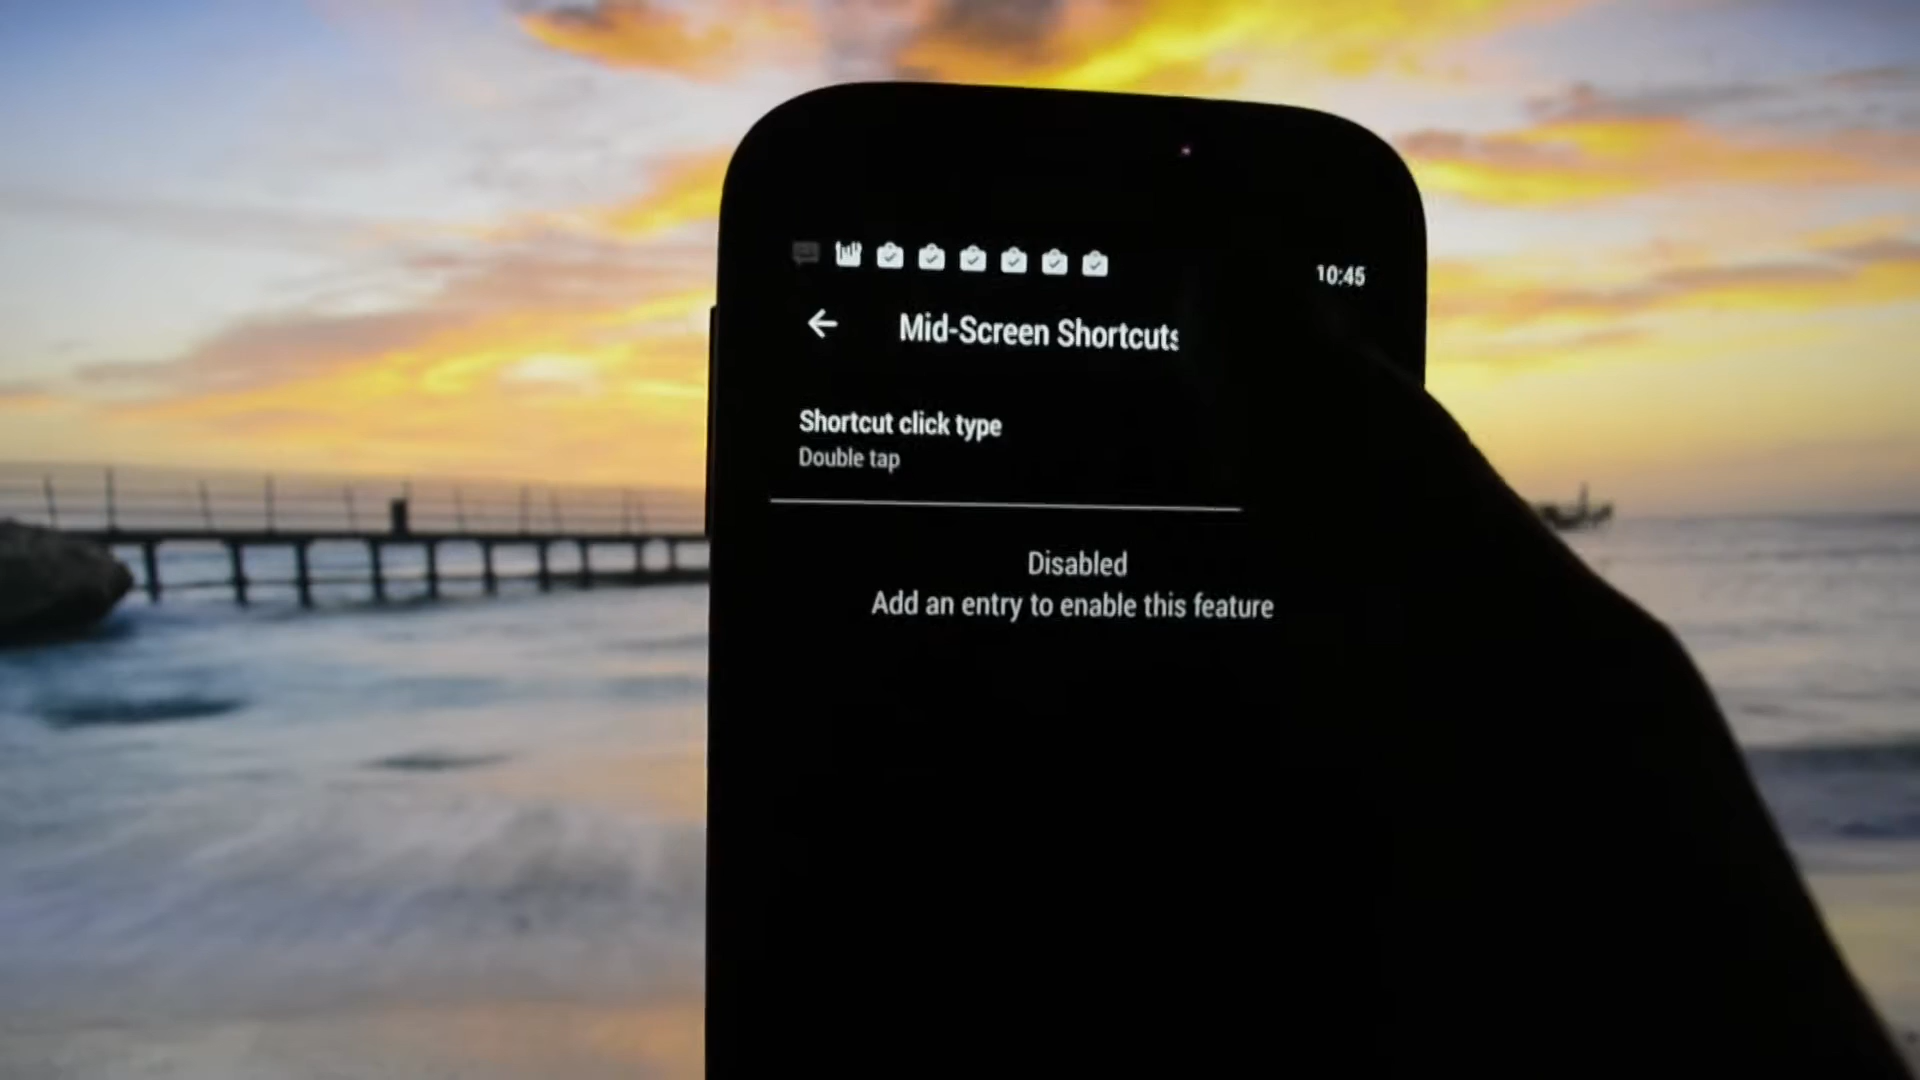 10:45
Mid-Screen Shortcuts
Shortcut click type
Double tap
Disabled
Add an entry to enable this feature